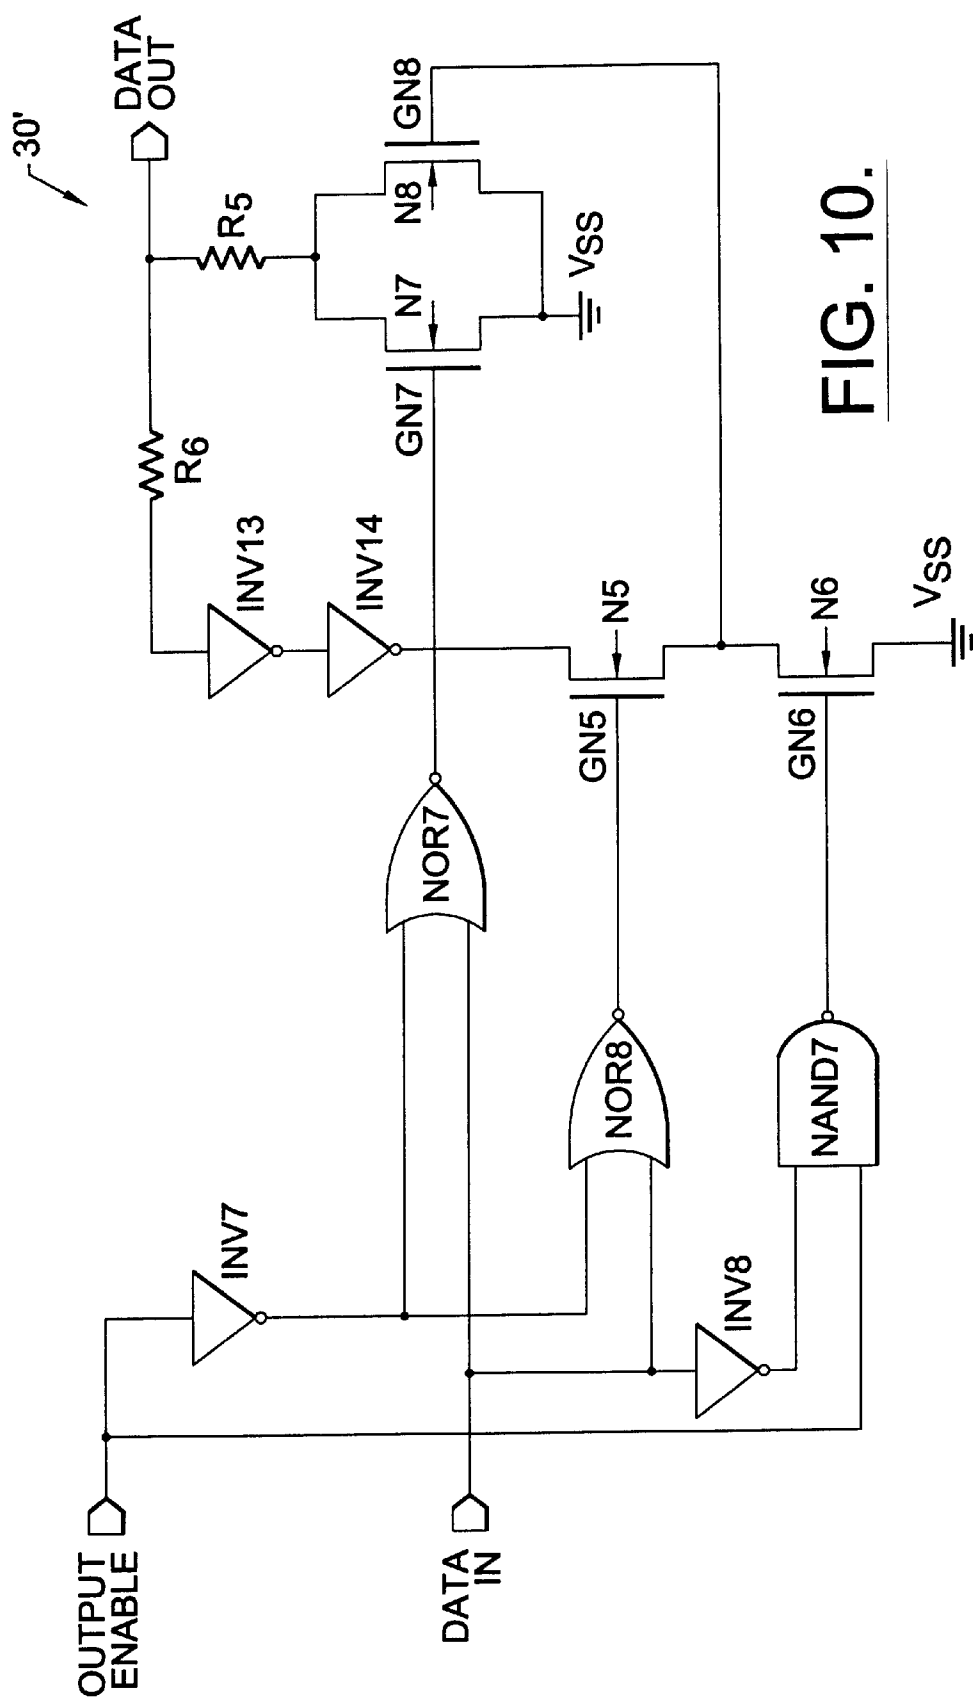 30'
DATA
OUT
R5
R6
INV13
INV14
GN7
N7
N8
GN8
VSS
NOR7
GN5
N5
GN6
N6
VSS
NOR8
NAND7
INV7
INV8
OUTPUT
ENABLE
DATA
IN
FIG. 10.